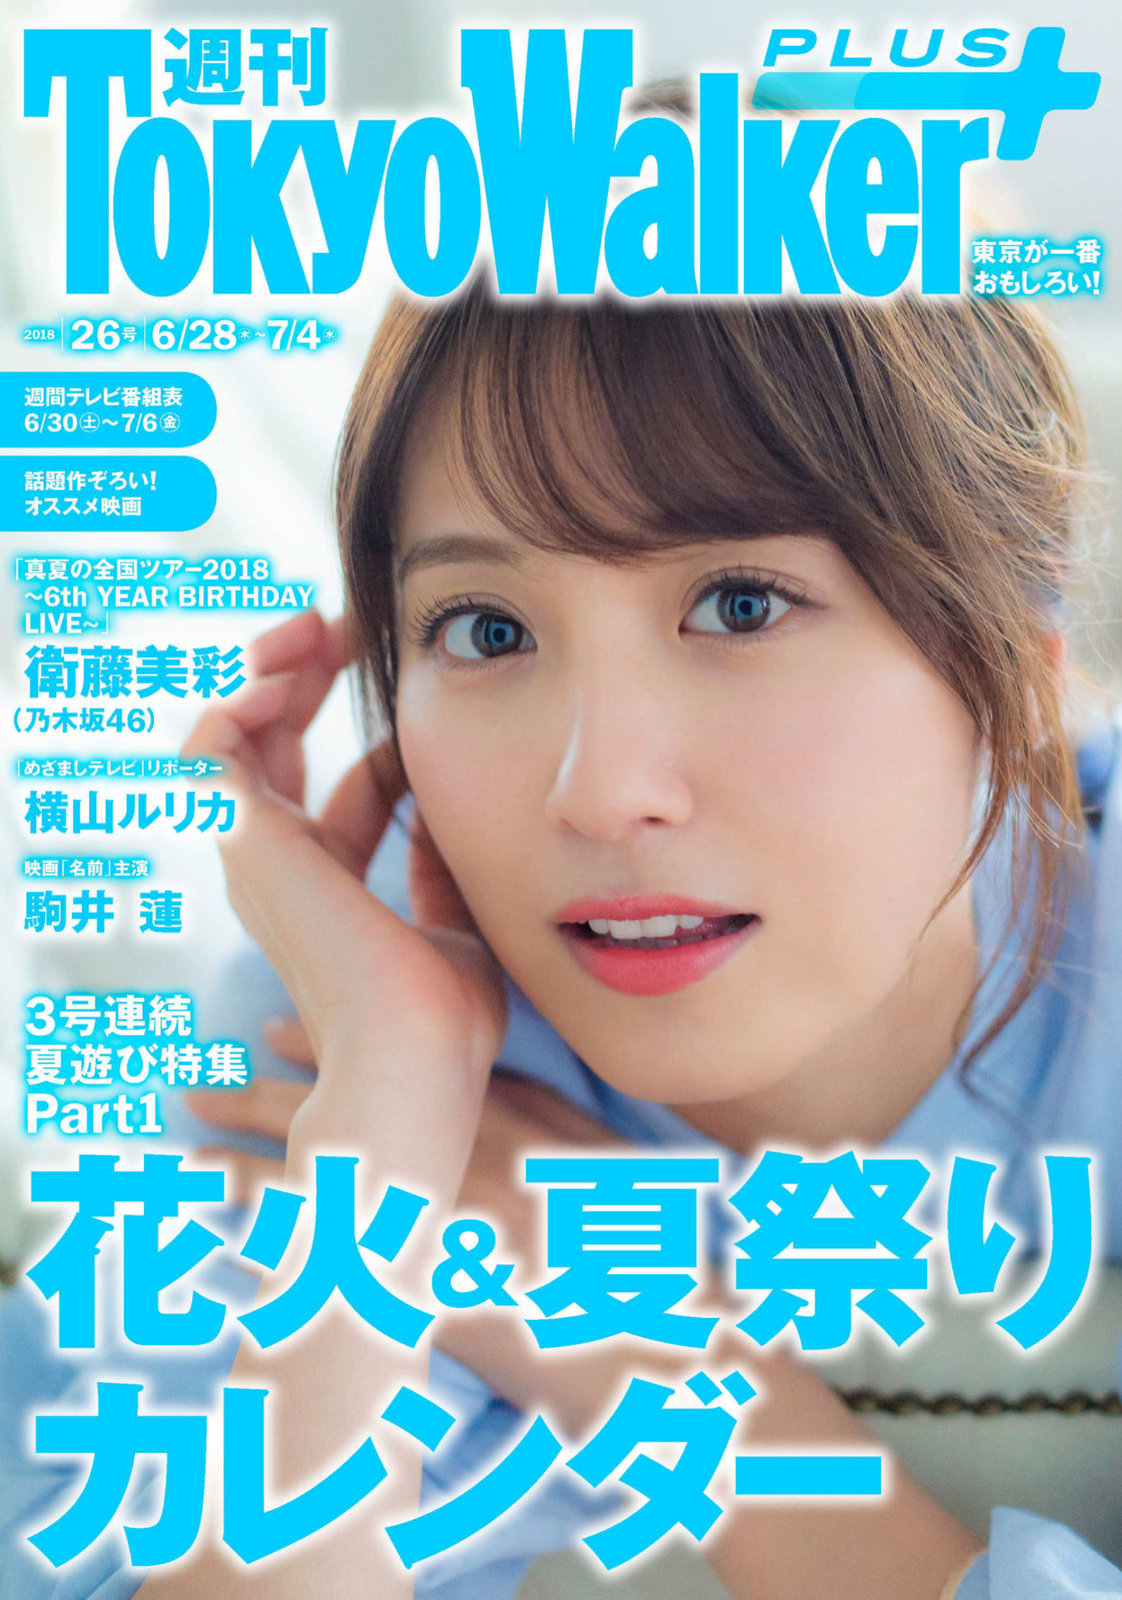 週刊
TokyoWalker
PLUS
東京が一番
おもしろい!
2018 26号 6/28㊍〜7/4㊌
週間テレビ番組表
6/30㊏〜7/6㊎
話題作ぞろい!
オススメ映画
「真夏の全国ツアー2018
~6th YEAR BIRTHDAY
LIVE~」
衛藤美彩
(乃木坂46)
「めざましテレビ」リポーター
横山ルリカ
映画「名前」主演
駒井 蓮
3号連続
夏遊び特集
Part1
花火&夏祭り
カレンダー